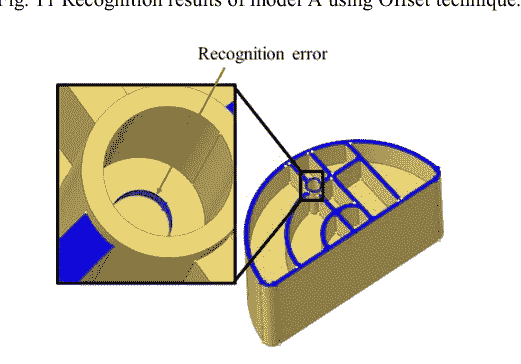 Fig. 11 Recognition results of model A using Offset technique.
Recognition error